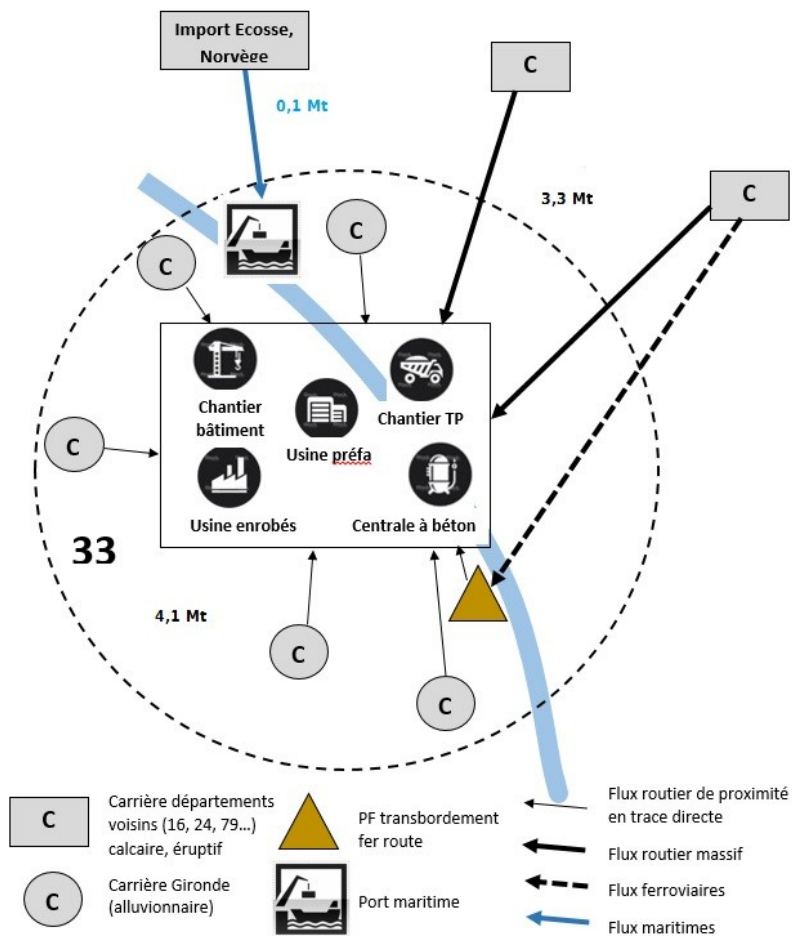 Import Ecosse,
Norvège
C
0,1 Mt
3,3 Mt
C
C
C
Chantier
bâtiment
Chantier TP
Usine préfa
C
Usine enrobés
Centrale à béton
33
4,1 Mt
C
C
C
Carrière départements
voisins (16, 24, 79...)
calcaire, éruptif
C
Carrière Gironde
(alluvionnaire)
PF transbordement
fer route
Port maritime
Flux routier de proximité
en trace directe
Flux routier massif
Flux ferroviaires
Flux maritimes